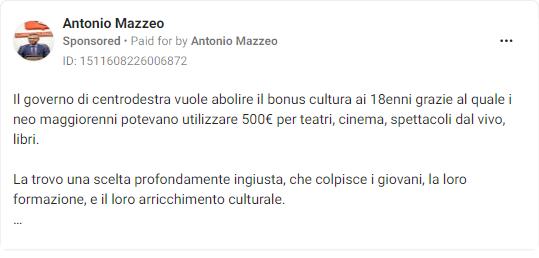 Antonio Mazzeo
Sponsored • Paid for by Antonio Mazzeo
ID: 1511608226006872
Il governo di centrodestra vuole abolire il bonus cultura ai 18enni grazie al quale i
neo maggiorenni potevano utilizzare 500€ per teatri, cinema, spettacoli dal vivo,
libri.
La trovo una scelta profondamente ingiusta, che colpisce i giovani, la loro
formazione, e il loro arricchimento culturale.
...